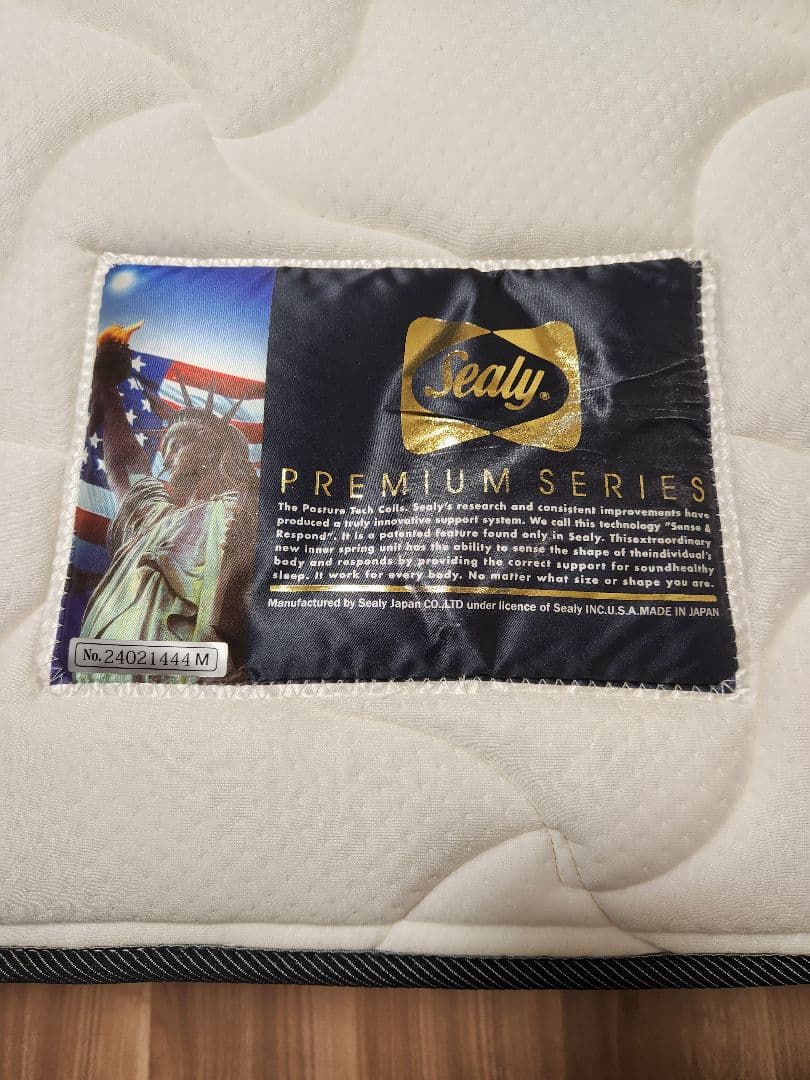 Sealy®
PREMIUM SERIES
The Posture Tech Coils. Sealy's research and consistent improvements have
produced a truly innovative support system. We call this technology "Sense &
Respond". It is a patented feature found only in Sealy. Thisextraordinary
new inner spring unit has the ability to sense the shape of theindividual's
body and responds by providing the correct support for soundhealthy
sleep. It work for every body. No matter what size or shape you are.
Manufactured by Sealy Japan CO.,LTD under licence of Sealy INC.U.S.A.MADE IN JAPAN
No.24021444 M